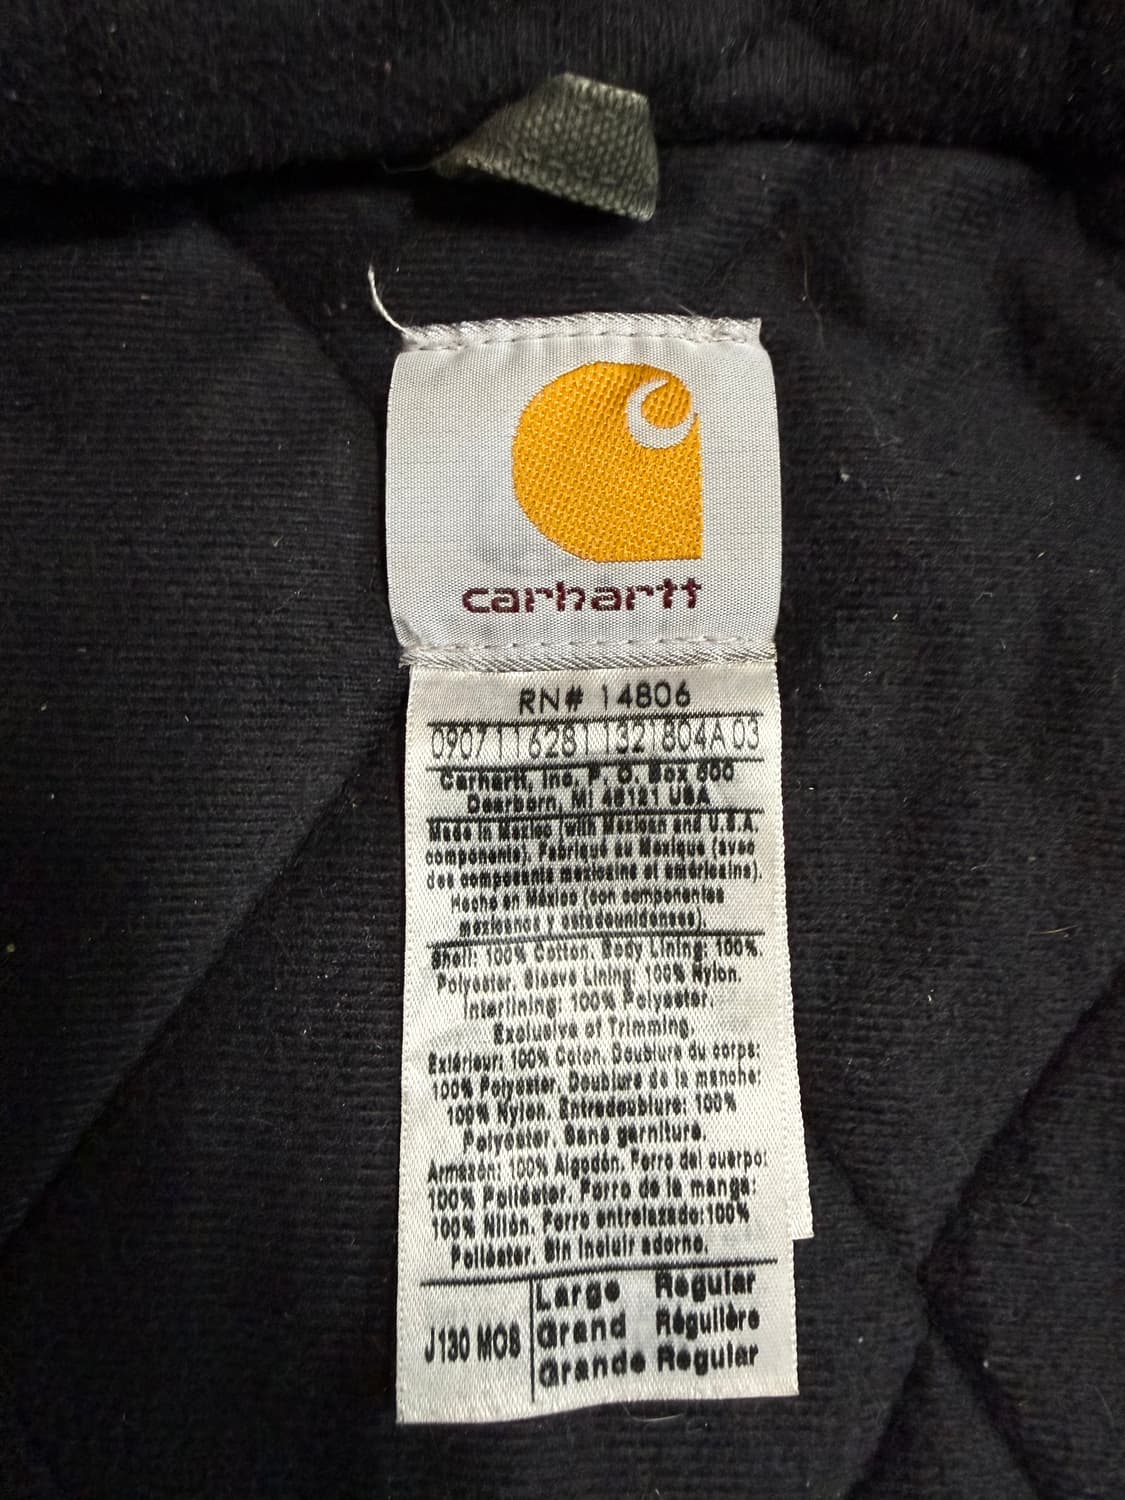 carhartt
RN# 14806
09071162811321804A 03
Carhartt, Inc. P. O. Box 600
Dearborn, MI 48121 USA
Made in Mexico (with Mexican and U.S.A.
components). Fabriqué au Mexique (avec
des composants mexicains et américains).
Hecho en México (con componentes
mexicanos y estadounidenses).
Shell: 100% Cotton. Body Lining: 100%
Polyester. Sleeve Lining: 100% Nylon.
Interlining: 100% Polyester.
Exclusive of Trimming.
Extérieur: 100% Coton. Doublure du corps:
100% Polyester. Doublure de la manche:
100% Nylon. Entredoublure: 100%
Polyester. Sans garniture.
Armazón: 100% Algodón. Forro del cuerpo:
100% Poliéster. Forro de la manga:
100% Nilón. Forro entrelazado:100%
Poliéster. Sin incluir adorno.
J130 MOS
Large Regular
Grand Régulière
Grande Regular